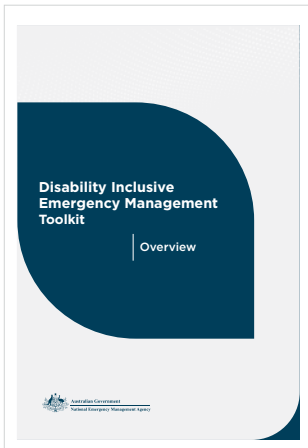 Disability Inclusive
Emergency Management
Toolkit
Overview
Australian Government
National Emergency Management Agency